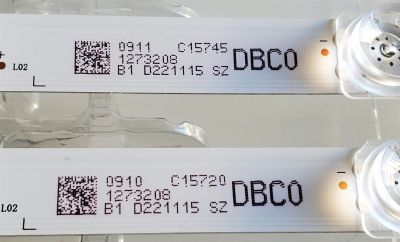 0911 C15745
1273208
B1 D221115 SZ
DBC0
+
L02
-
0910 C15720
1273208
B1 D221115 SZ
DBC0
L02
-